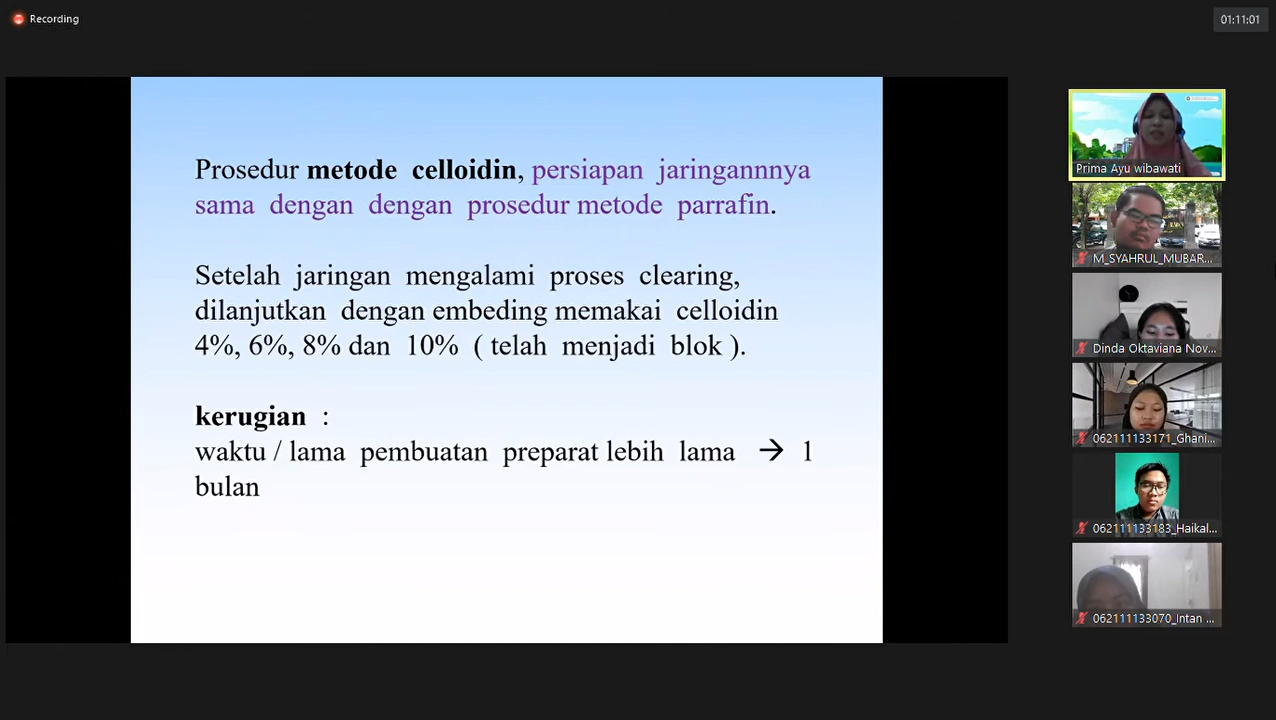 Recording
01:11:01
Prosedur metode celloidin, persiapan jaringannnya
sama dengan dengan prosedur metode parrafin.
Setelah jaringan mengalami proses clearing,
dilanjutkan dengan embeding memakai celloidin
4%, 6%, 8% dan 10% ( telah menjadi blok ).
kerugian :
waktu / lama pembuatan preparat lebih lama → 1
bulan
Prima Ayu wibawati
M_SYAHRUL_MUBAR...
Dinda Oktaviana Nov...
062111133171_Ghani...
062111133183_Haikal...
062111133070_Intan ...